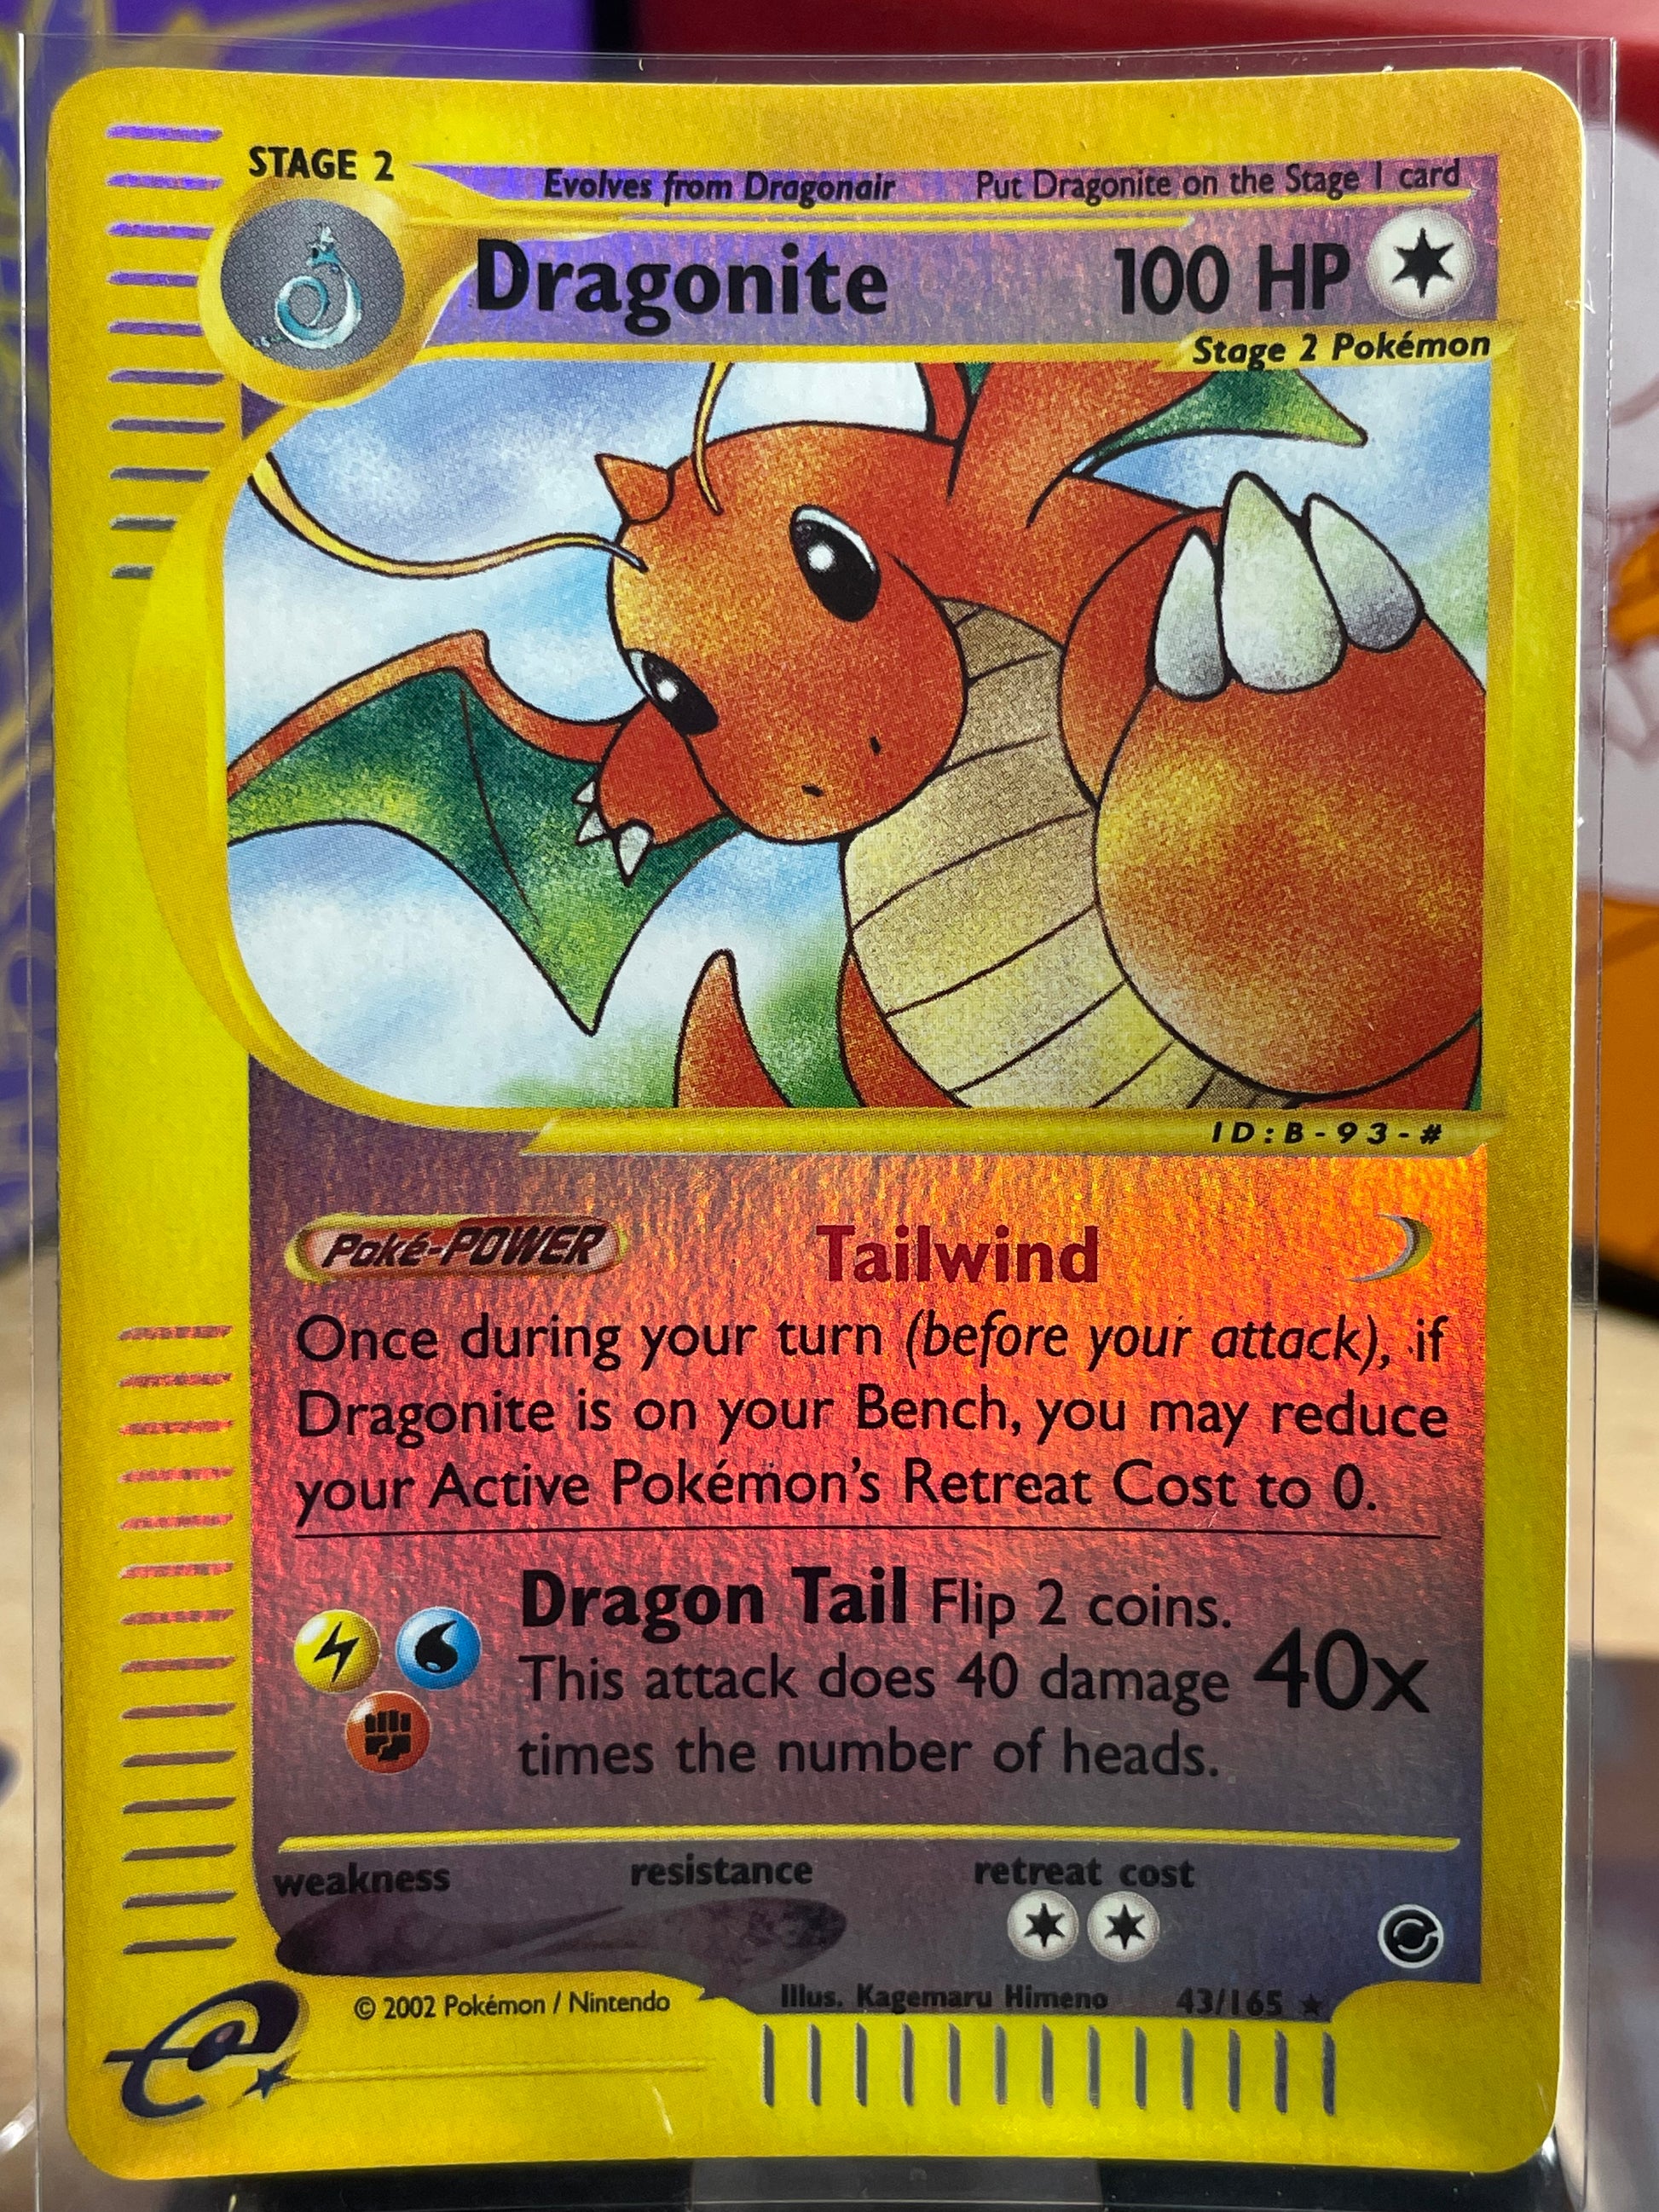 STAGE 2
Evolves from Dragonair Put Dragonite on the Stage 1 card
Dragonite 100 HP
Stage 2 Pokémon
ID:B-93-#
Poké-POWER Tailwind
Once during your turn (before your attack), if
Dragonite is on your Bench, you may reduce
your Active Pokémon's Retreat Cost to 0.
Dragon Tail Flip 2 coins.
This attack does 40 damage 40x
times the number of heads.
weakness resistance retreat cost
© 2002 Pokémon / Nintendo Illus. Kagemaru Himeno 43/165 ★
e